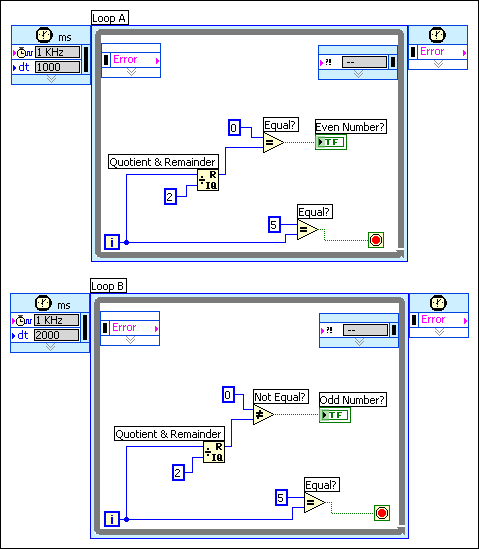 Loop A
ms
1 KHz
dt 1000
Error
?! --
Error
0
Equal?
Even Number?
TF
Quotient & Remainder
R
IQ
2
Equal?
5
i
Loop B
ms
1 KHz
dt 2000
Error
?! --
Error
0
Not Equal?
Odd Number?
TF
Quotient & Remainder
R
IQ
2
Equal?
5
i